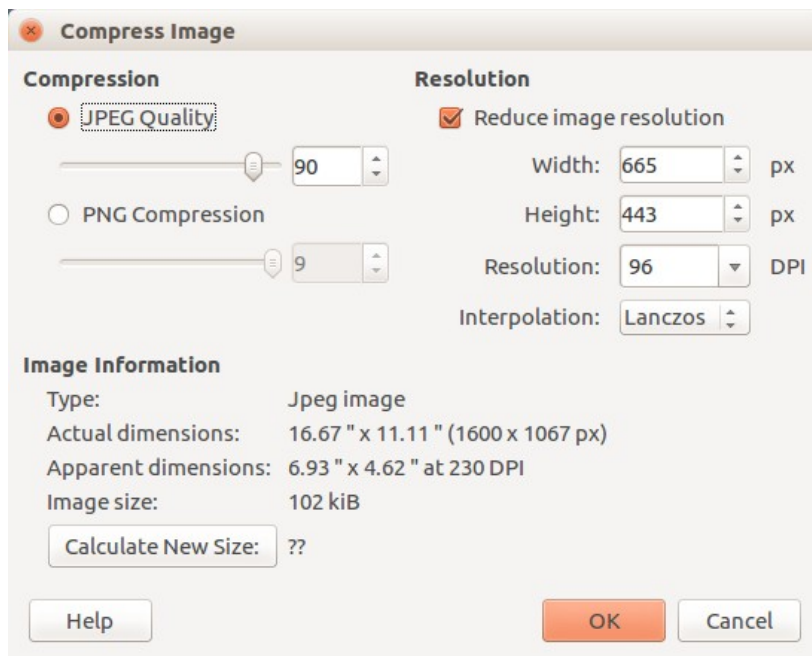 Compress Image
Compression
JPEG Quality
90
PNG Compression
9
Resolution
Reduce image resolution
Width: 665 px
Height: 443 px
Resolution: 96 DPI
Interpolation: Lanczos
Image Information
Type: Jpeg image
Actual dimensions: 16.67 " x 11.11 " (1600 x 1067 px)
Apparent dimensions: 6.93 " x 4.62 " at 230 DPI
Image size: 102 kiB
Calculate New Size: ??
Help OK Cancel